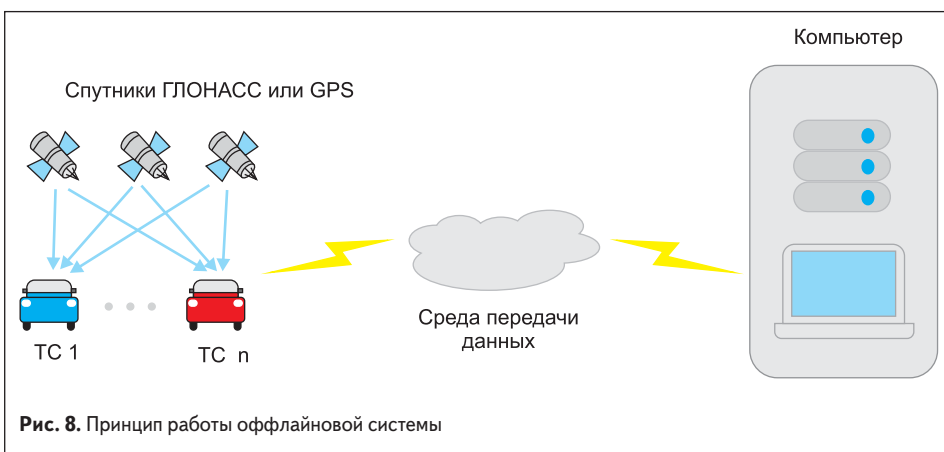 Компьютер
Спутники ГЛОНАСС или GPS
Среда передачи
данных
ТС 1
ТС n
Рис. 8. Принцип работы оффлайновой системы